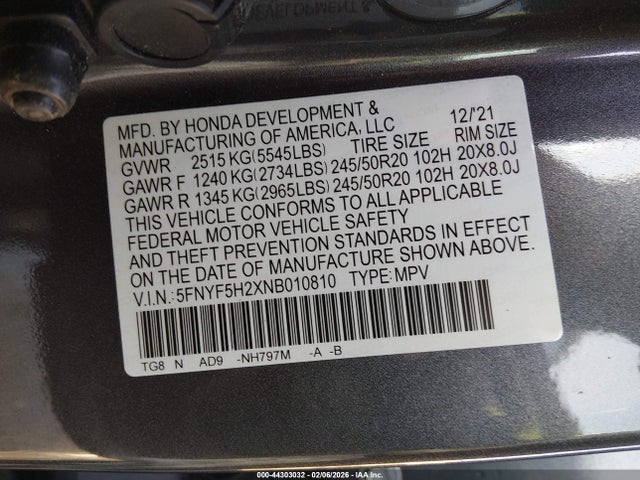 MFD. BY HONDA DEVELOPMENT & 12/'21
MANUFACTURING OF AMERICA, LLC
GVWR 2515 KG(5545LBS) TIRE SIZE RIM SIZE
GAWR F 1240 KG(2734LBS) 245/50R20 102H 20X8.0J
GAWR R 1345 KG(2965LBS) 245/50R20 102H 20X8.0J
THIS VEHICLE CONFORMS TO ALL APPLICABLE
FEDERAL MOTOR VEHICLE SAFETY
AND THEFT PREVENTION STANDARDS IN EFFECT
ON THE DATE OF MANUFACTURE SHOWN ABOVE.
V.I.N.:5FNYF5H2XNB010810 TYPE:MPV
TG8 N AD9 -NH797M -A -B
000-44303032 - 02/06/2026 - COPYRIGHT IAA